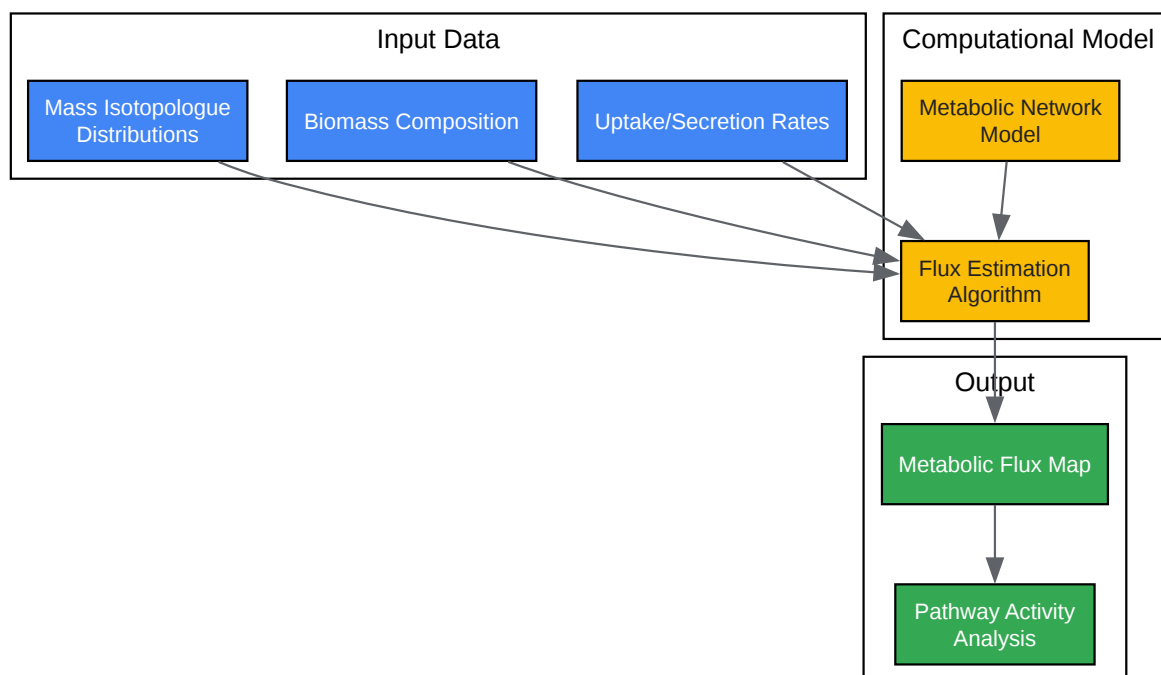 Input Data
Mass Isotopologue
Distributions
Biomass Composition
Uptake/Secretion Rates
Computational Model
Metabolic Network
Model
Flux Estimation
Algorithm
Output
Metabolic Flux Map
Pathway Activity
Analysis